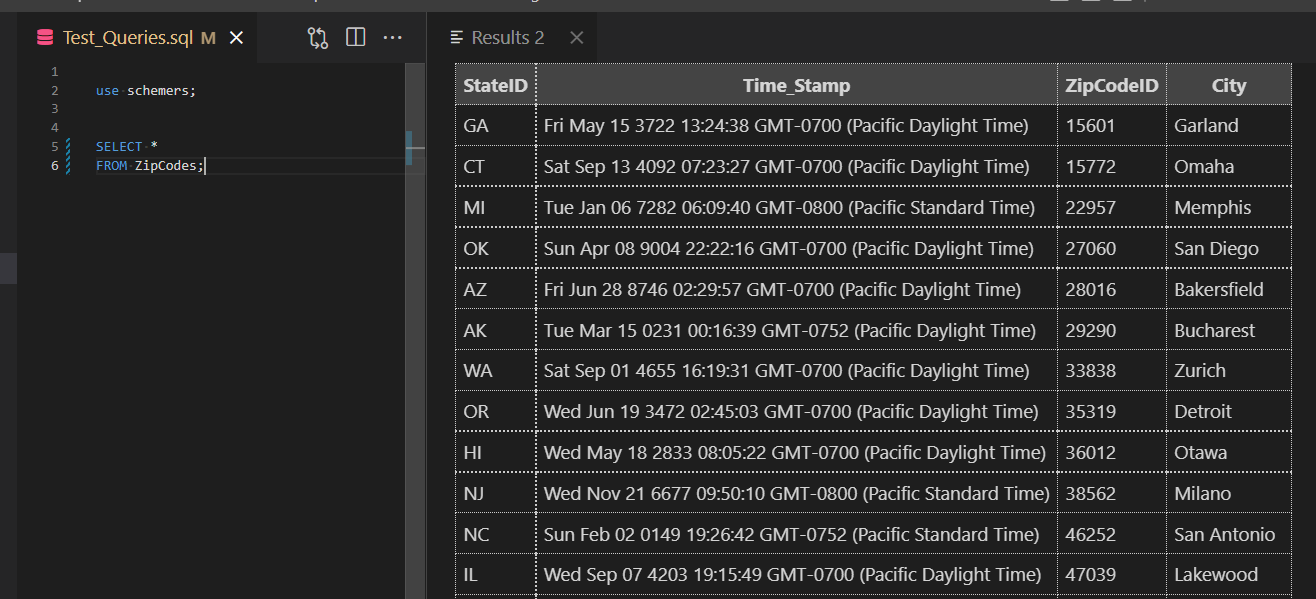 Test_Queries.sql M
Results 2
1
2 use schemers;
3
4
5 SELECT *
6 FROM ZipCodes;
StateID Time_Stamp ZipCodeID City
GA Fri May 15 3722 13:24:38 GMT-0700 (Pacific Daylight Time) 15601 Garland
CT Sat Sep 13 4092 07:23:27 GMT-0700 (Pacific Daylight Time) 15772 Omaha
MI Tue Jan 06 7282 06:09:40 GMT-0800 (Pacific Standard Time) 22957 Memphis
OK Sun Apr 08 9004 22:22:16 GMT-0700 (Pacific Daylight Time) 27060 San Diego
AZ Fri Jun 28 8746 02:29:57 GMT-0700 (Pacific Daylight Time) 28016 Bakersfield
AK Tue Mar 15 0231 00:16:39 GMT-0752 (Pacific Daylight Time) 29290 Bucharest
WA Sat Sep 01 4655 16:19:31 GMT-0700 (Pacific Daylight Time) 33838 Zurich
OR Wed Jun 19 3472 02:45:03 GMT-0700 (Pacific Daylight Time) 35319 Detroit
HI Wed May 18 2833 08:05:22 GMT-0700 (Pacific Daylight Time) 36012 Otawa
NJ Wed Nov 21 6677 09:50:10 GMT-0800 (Pacific Standard Time) 38562 Milano
NC Sun Feb 02 0149 19:26:42 GMT-0752 (Pacific Standard Time) 46252 San Antonio
IL Wed Sep 07 4203 19:15:49 GMT-0700 (Pacific Daylight Time) 47039 Lakewood